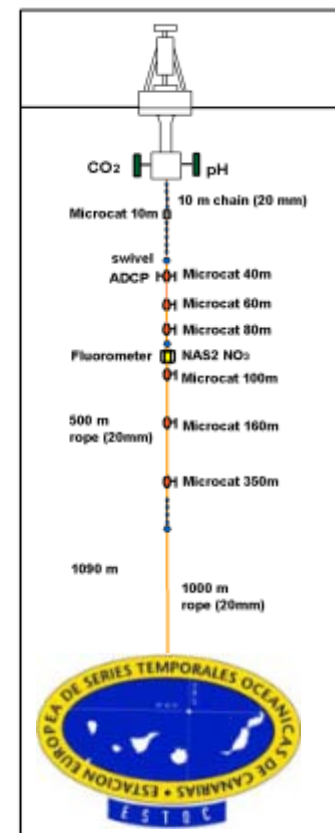 CO2 pH
10 m chain (20 mm)
Microcat 10m
swivel
ADCP Microcat 40m
Microcat 60m
Microcat 80m
Fluorometer NAS2 NO3
Microcat 100m
500 m
rope (20mm)
Microcat 160m
Microcat 350m
1090 m
1000 m
rope (20mm)
ESTACION EUROPEA DE SERIES TEMPORALES OCEANICAS DE CANARIAS •
ESTOC